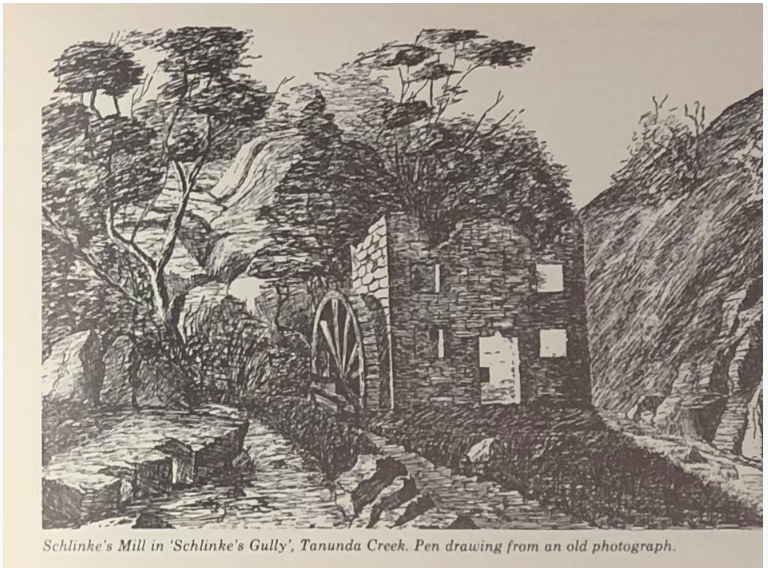 Schlinke's Mill in 'Schlinke's Gully', Tanunda Creek. Pen drawing from an old photograph.